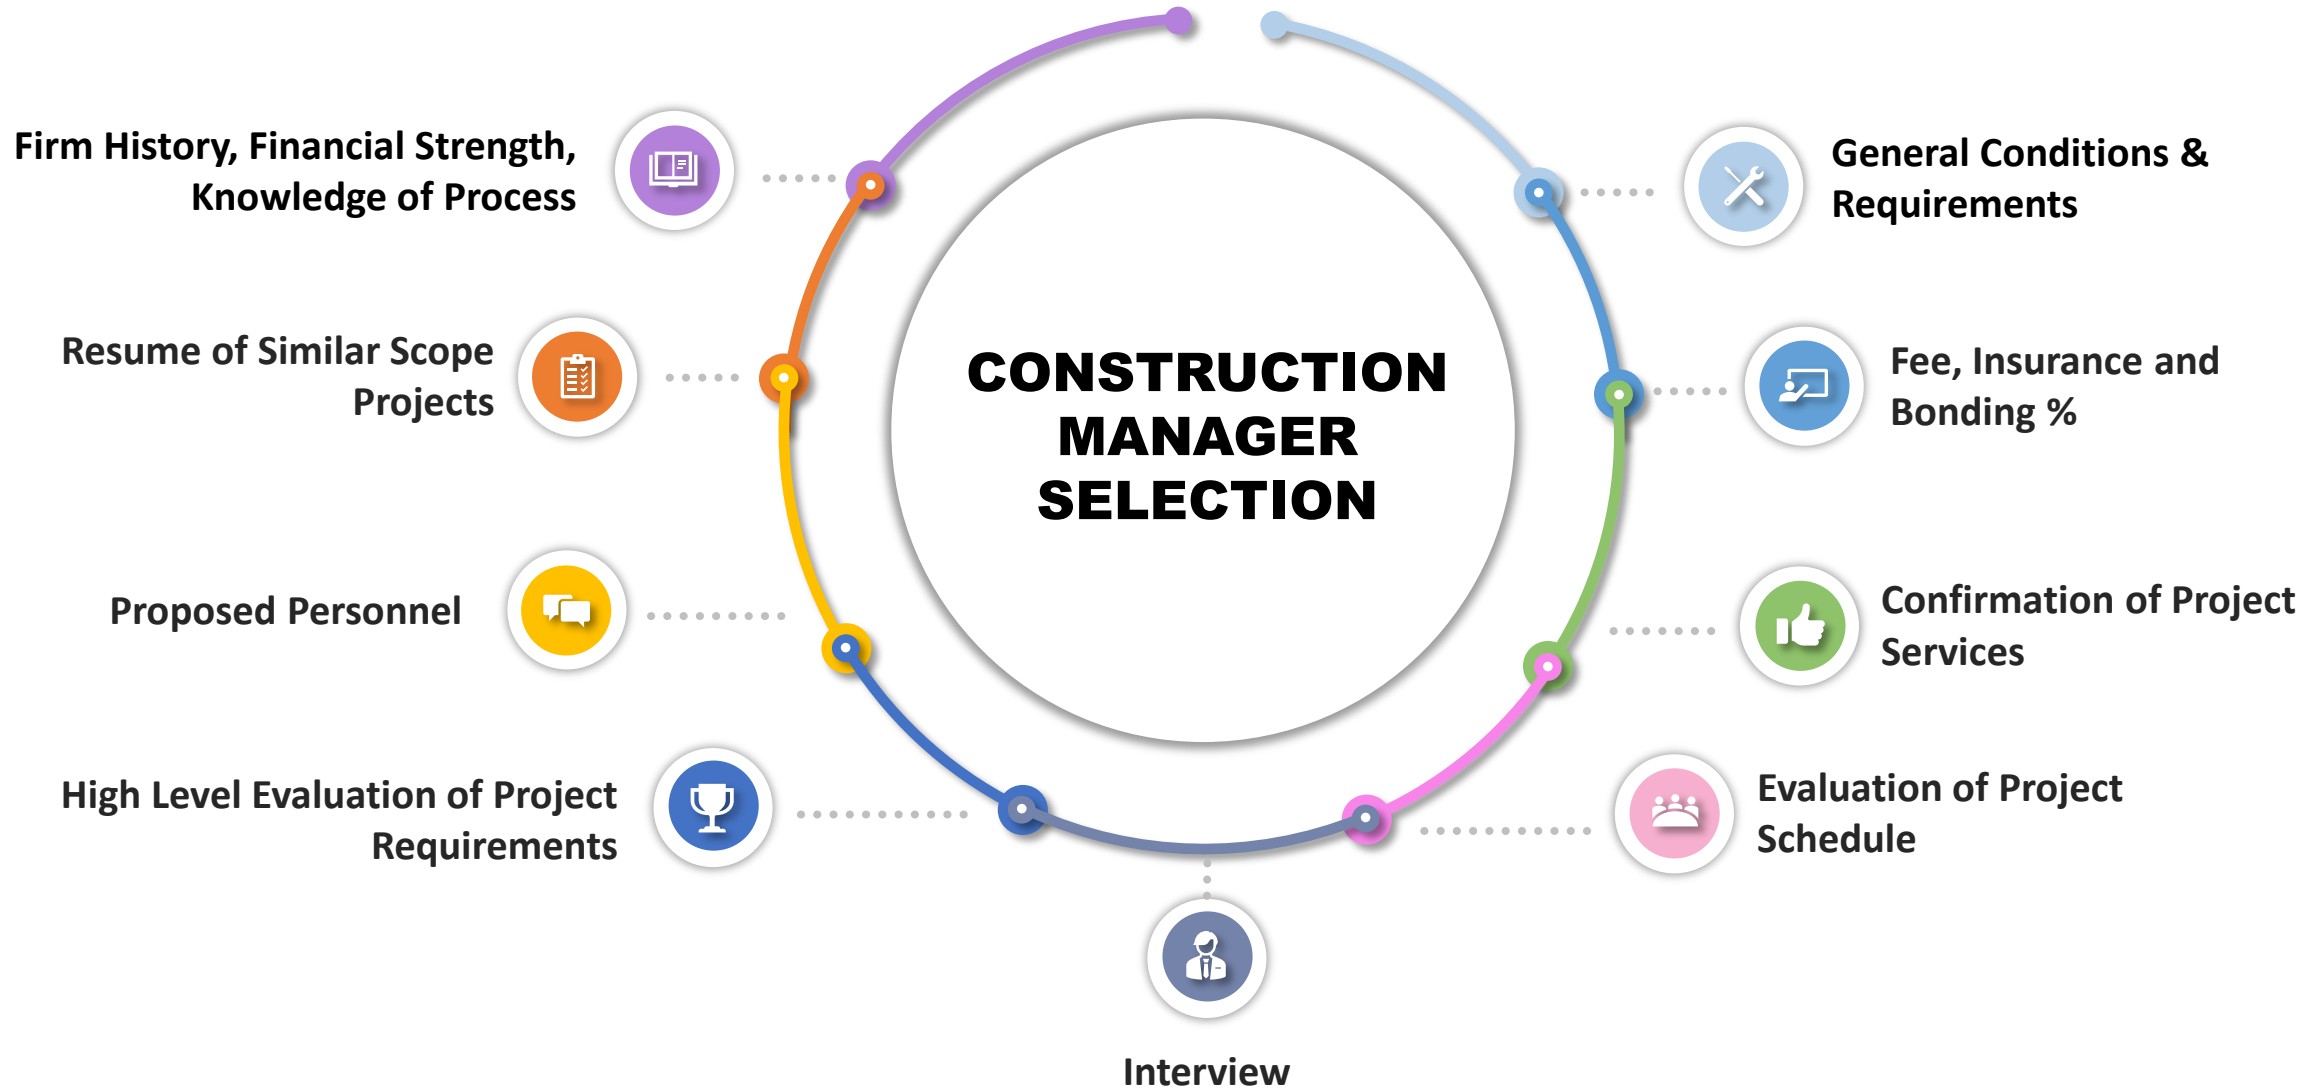 CONSTRUCTION
MANAGER
SELECTION
Firm History, Financial Strength,
Knowledge of Process
Resume of Similar Scope
Projects
Proposed Personnel
High Level Evaluation of Project
Requirements
Interview
General Conditions &
Requirements
Fee, Insurance and
Bonding %
Confirmation of Project
Services
Evaluation of Project
Schedule